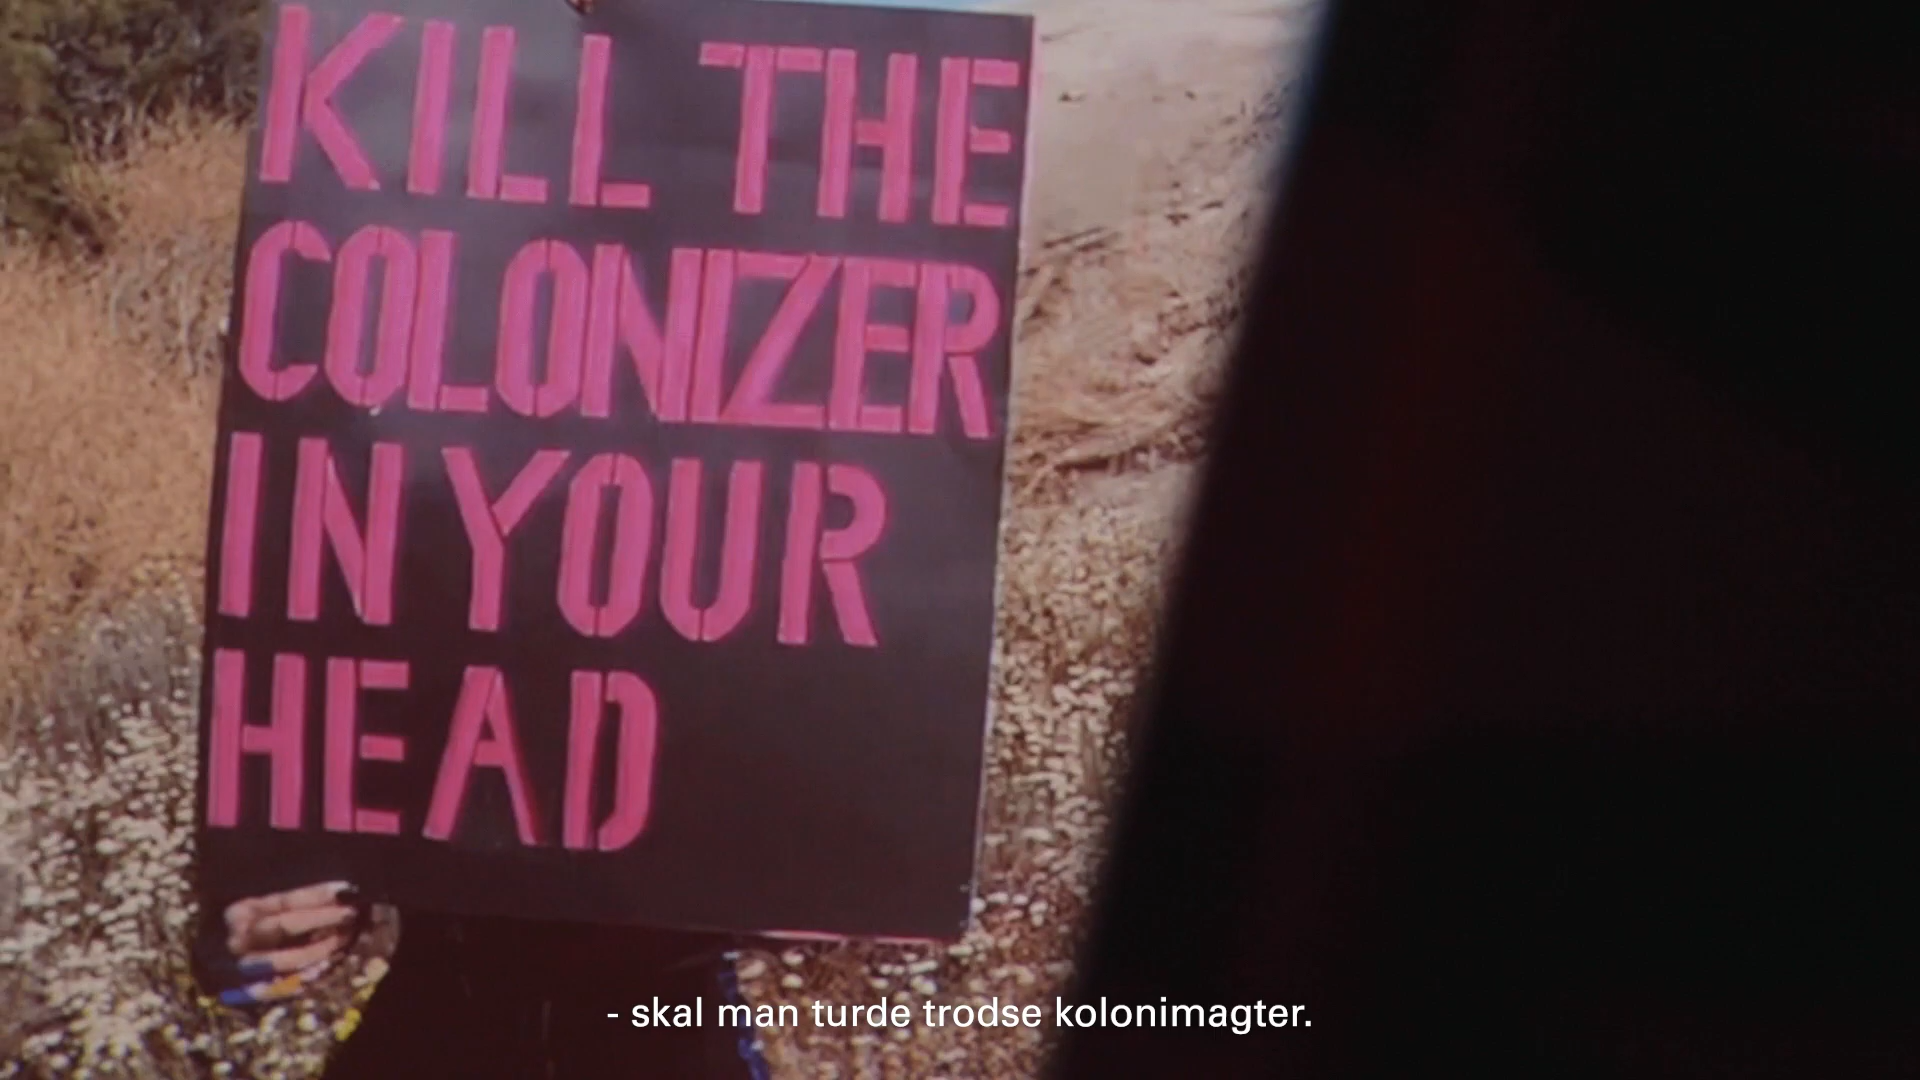 KILL THE
COLONIZER
IN YOUR
HEAD
- skal man turde trodse kolonimagter.